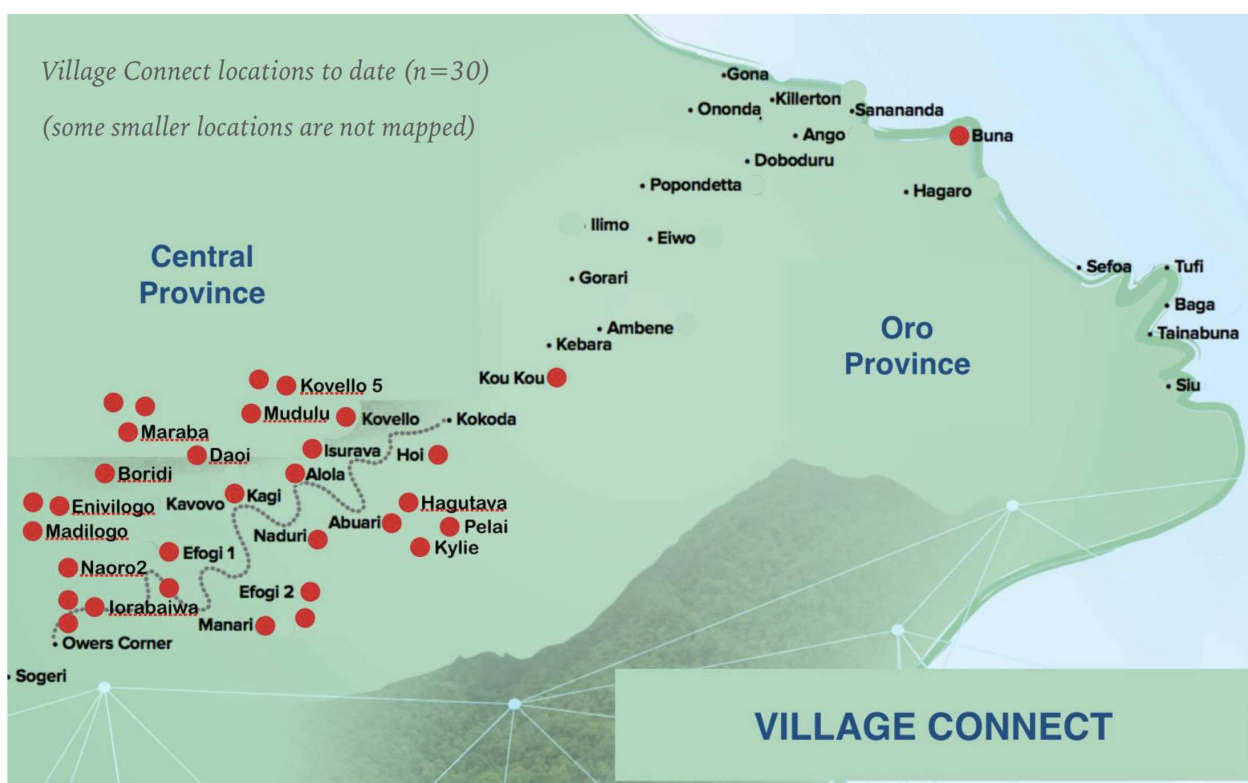 Village Connect locations to date (n=30)
(some smaller locations are not mapped)
Gona
Killerton
Ononda
Sanananda
Ango
Buna
Doboduru
Popondetta
Hagaro
Ilimo
Eiwo
Central
Province
Sefoa
Tufi
Gorari
Baga
Ambene
Oro
Province
Tainabuna
Kebara
Kou Kou
Siu
Kovello 5
Mudulu
Kovello
Kokoda
Maraba
Isurava
Hoi
Daoi
Boridi
Alola
Kagi
Enivilogo
Kavovo
Hagutava
Madilogo
Abuari
Pelai
Naduri
Kylie
Efogi 1
Naoro2
Efogi 2
Iorabaiwa
Manari
Owers Corner
Sogeri
VILLAGE CONNECT